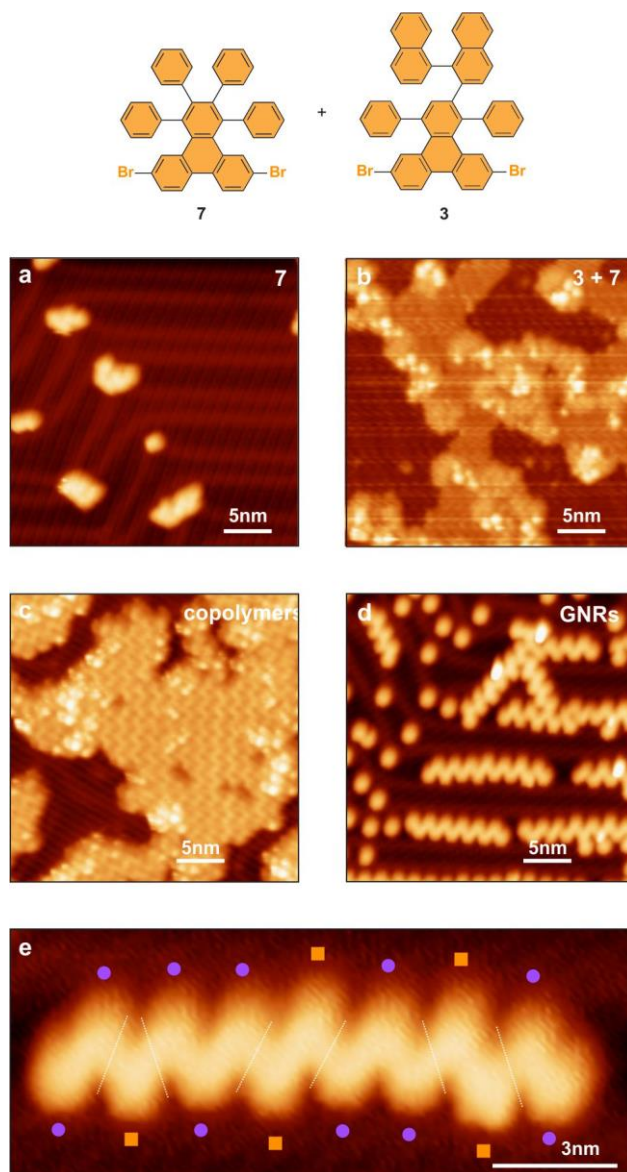 +
Br Br Br Br
7 3
a 7
b 3 + 7
5nm 5nm
c copolymers
d GNRs
5nm 5nm
e
3nm